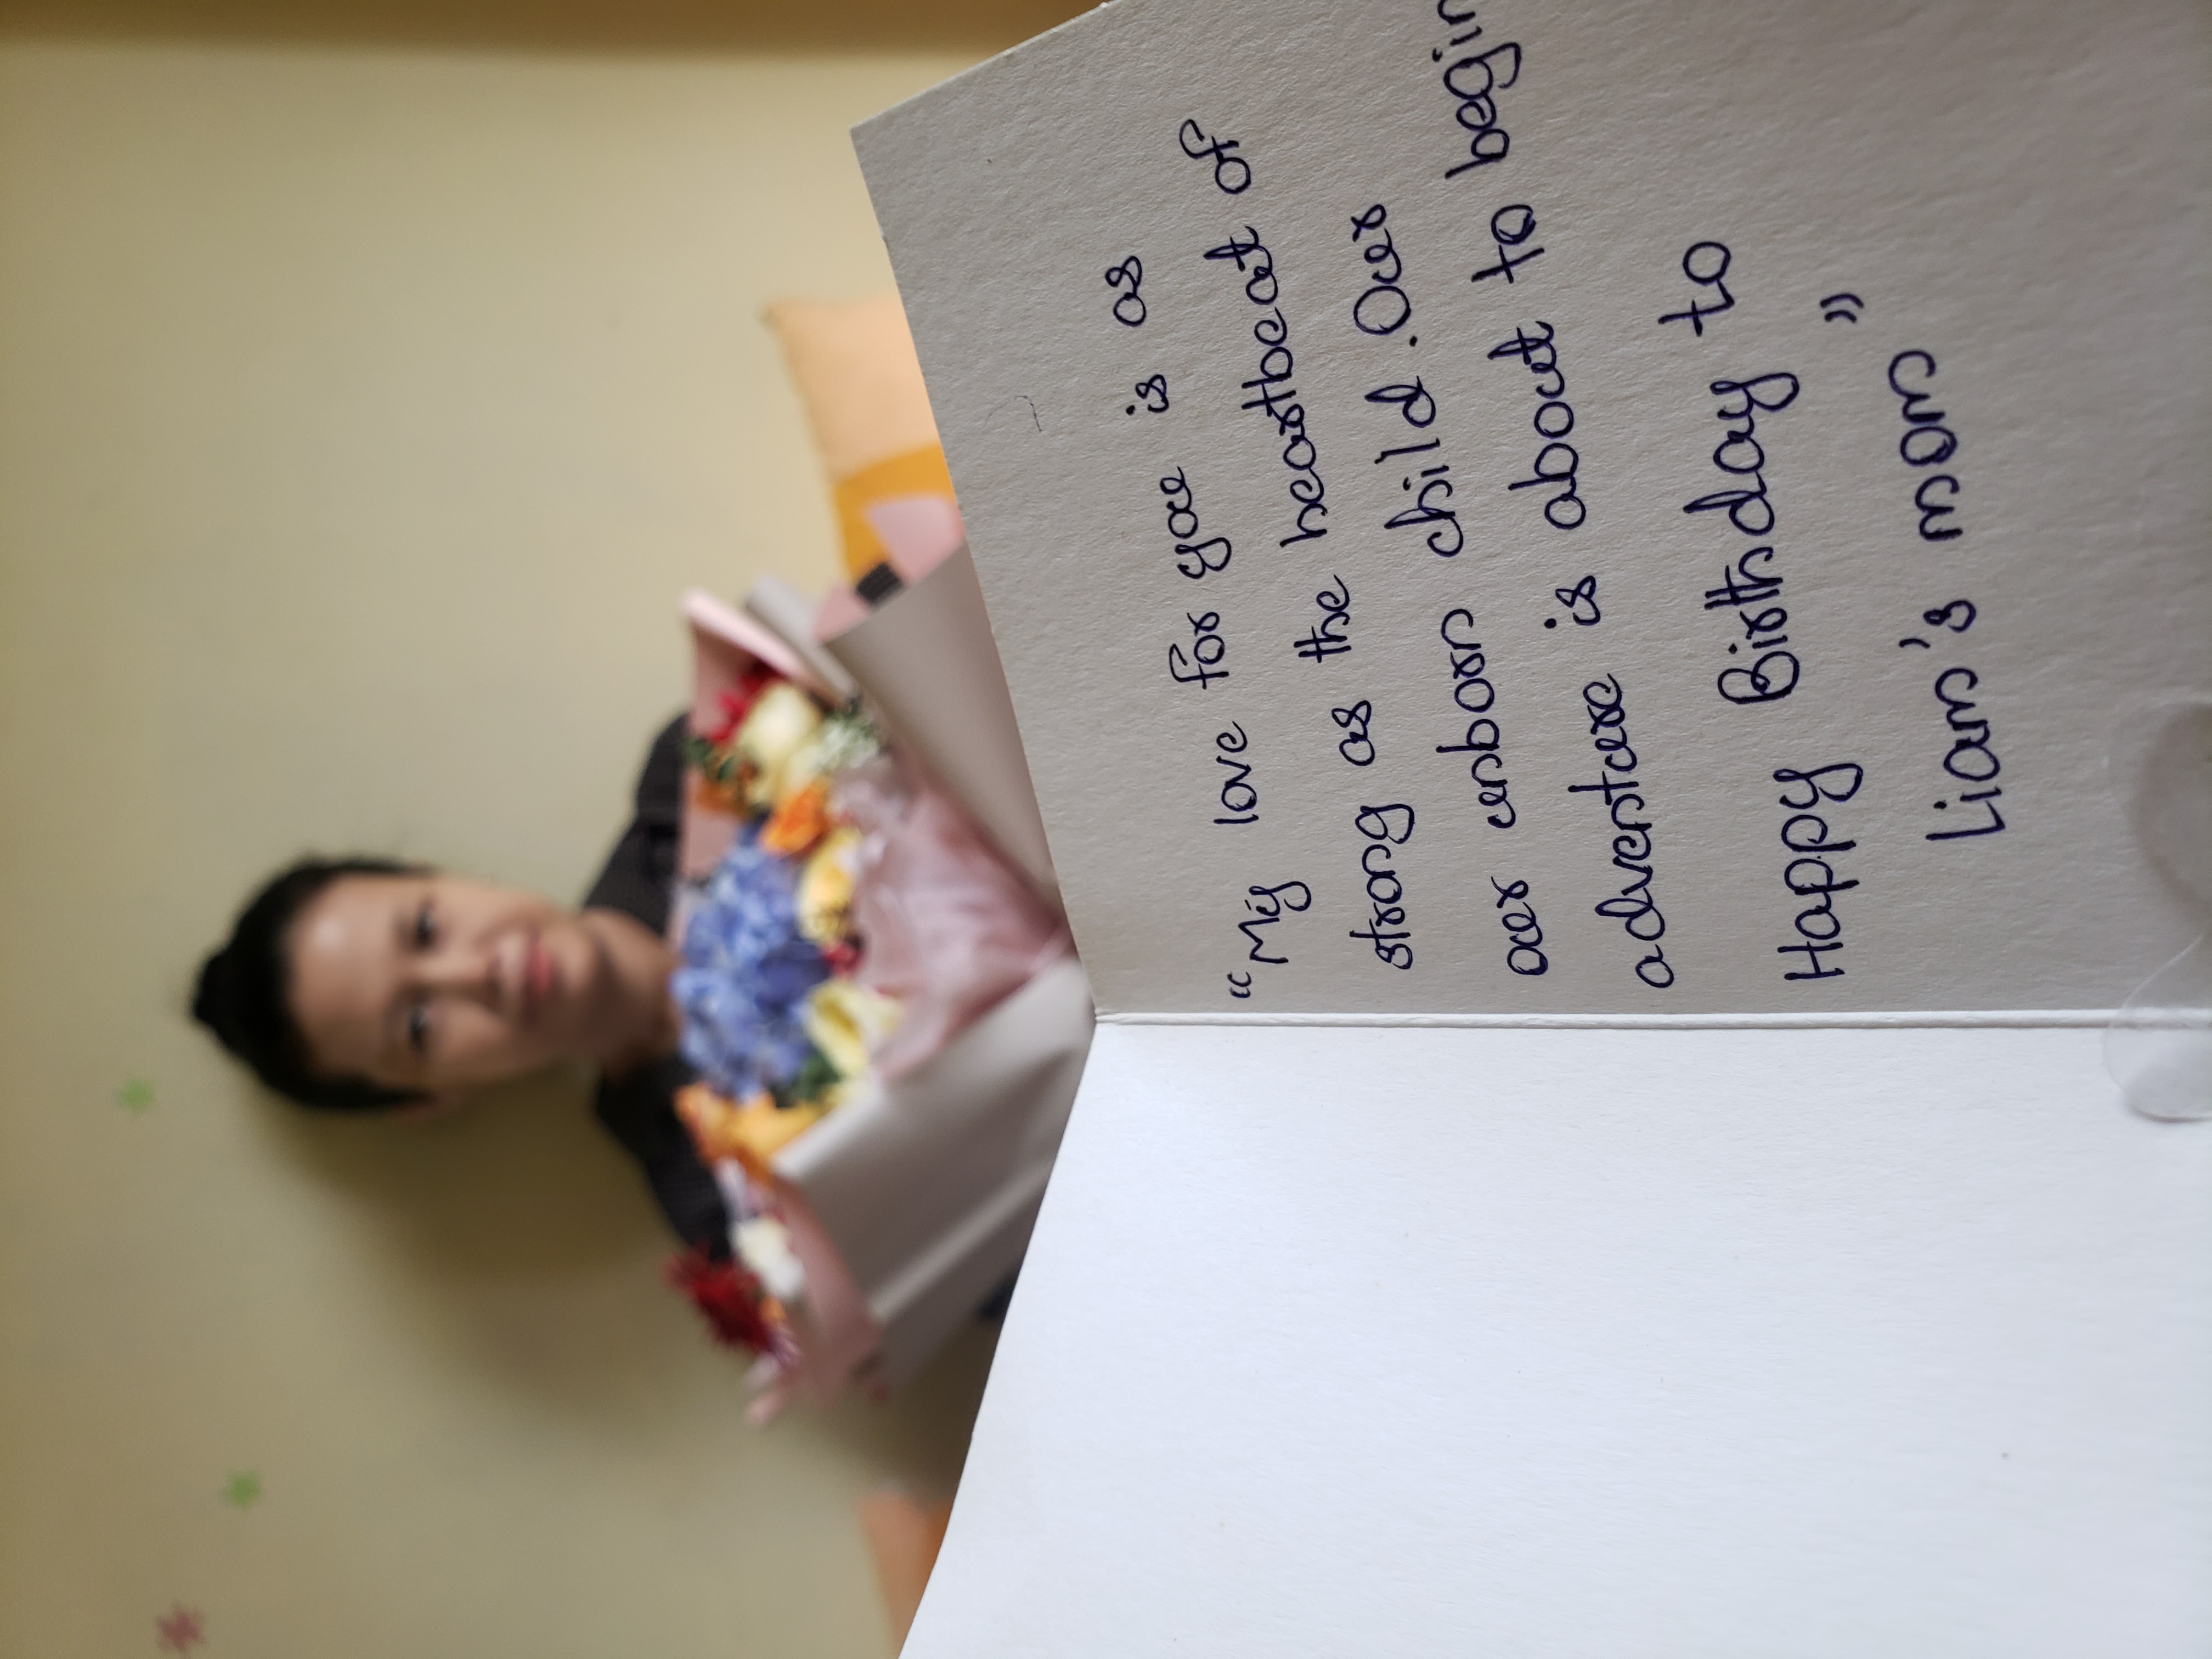 "My love for you is as
strong as the heartbeat of
our unborn child. Our
adventure is about to begin
Happy Birthday to
Liam's mom"